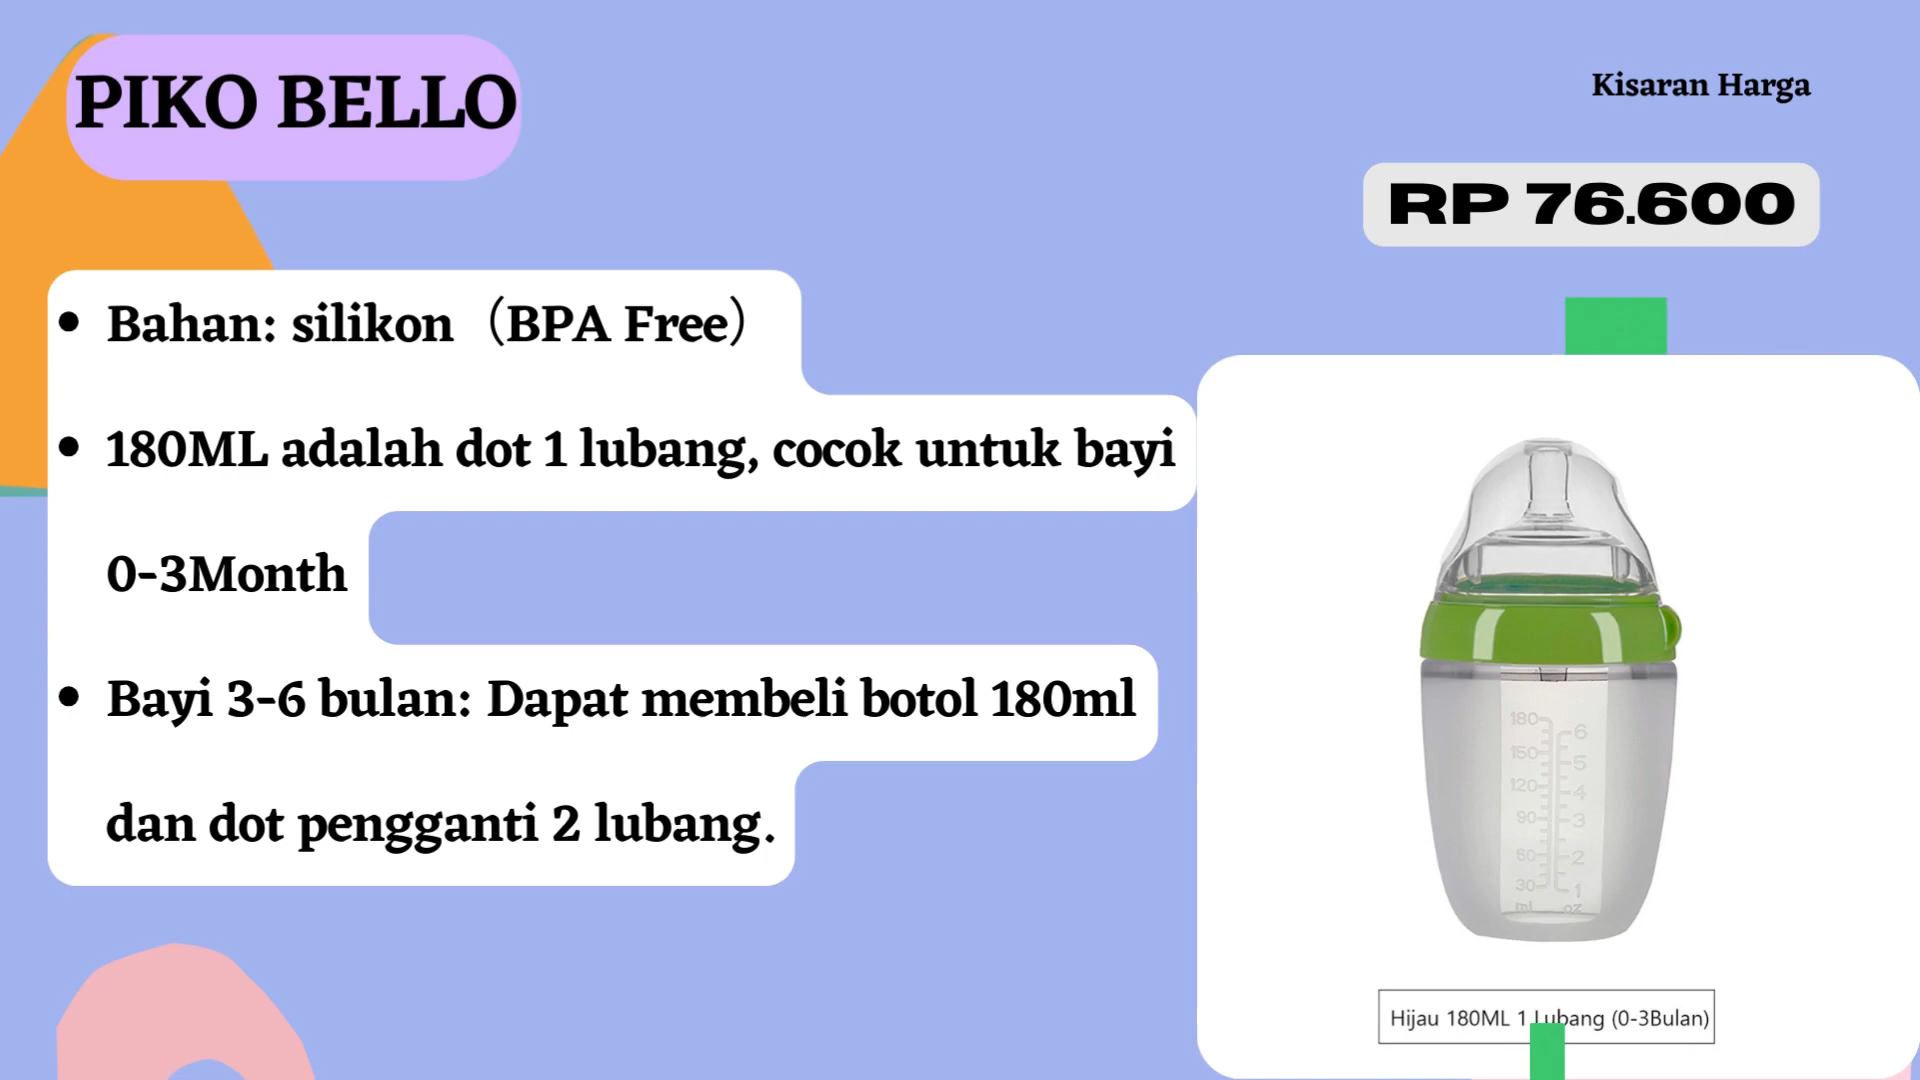 PIKO BELLO
Kisaran Harga
RP 76.600
• Bahan: silikon（BPA Free）
• 180ML adalah dot 1 lubang, cocok untuk bayi
0-3Month
• Bayi 3-6 bulan: Dapat membeli botol 180ml
dan dot pengganti 2 lubang.
180
6
150
5
120
4
90
3
60
2
30
1
ml oz
Hijau 180ML 1 Lubang (0-3Bulan)